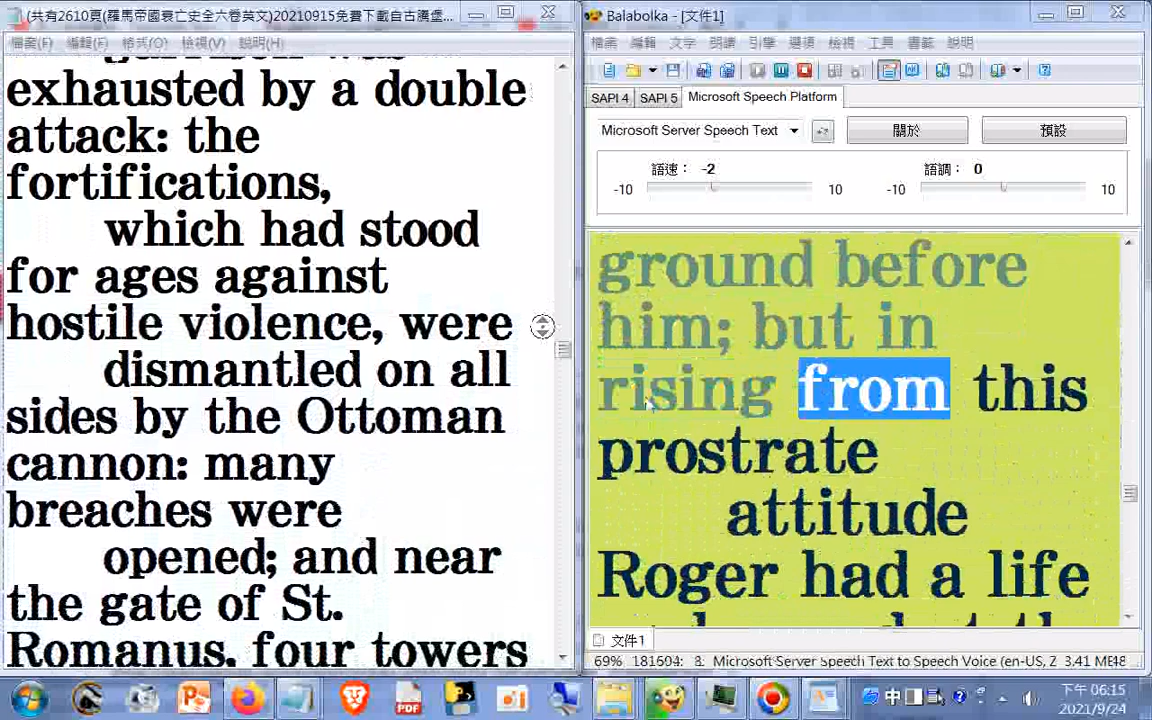 (共有2610頁(羅馬帝國衰亡史全六卷英文)20210915免費下載自古騰堡...
檔案(F) 編輯(E) 格式(O) 檢視(V) 說明(H)
exhausted by a double
attack: the
fortifications,
which had stood
for ages against
hostile violence, were
dismantled on all
sides by the Ottoman
cannon: many
breaches were
opened; and near
the gate of St.
Romanus, four towers
Balabolka - [文件1]
檔案 編輯 文字 朗讀 引擎 選項 檢視 工具 書籤 說明
SAPI 4 SAPI 5 Microsoft Speech Platform
Microsoft Server Speech Text 關於 預設
語速： -2 語調： 0
-10 10 -10 10
ground before
him; but in
rising from this
prostrate
attitude
Roger had a life
文件1
69% 181504: 8 Microsoft Server Speech Text to Speech Voice (en-US, Z 3.41 ME48
中
下午 06:15
2021/9/24